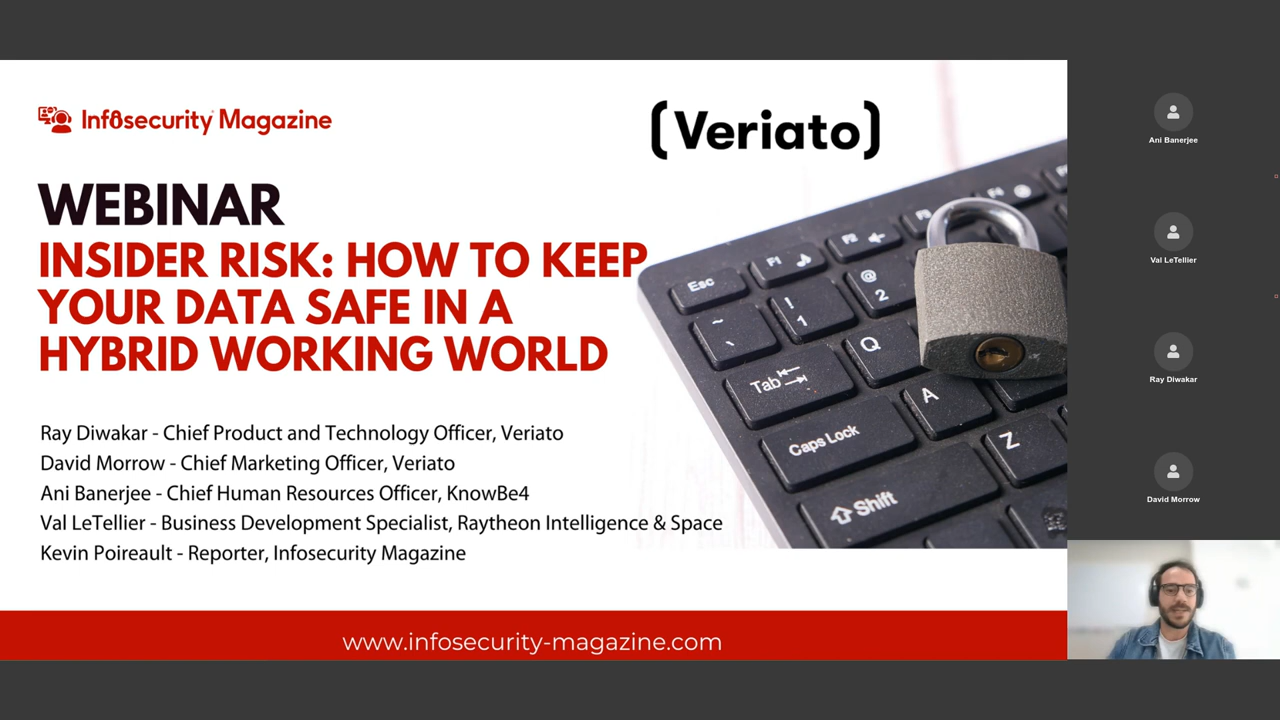 Infosecurity Magazine
(Veriato)
WEBINAR
INSIDER RISK: HOW TO KEEP
YOUR DATA SAFE IN A
HYBRID WORKING WORLD
Ray Diwakar - Chief Product and Technology Officer, Veriato
David Morrow - Chief Marketing Officer, Veriato
Ani Banerjee - Chief Human Resources Officer, KnowBe4
Val LeTellier - Business Development Specialist, Raytheon Intelligence & Space
Kevin Poireault - Reporter, Infosecurity Magazine
www.infosecurity-magazine.com
Esc
F1
F2
F4
~
`
!
1
@
2
Tab
Q
Caps Lock
A
Shift
Z
Ani Banerjee
Val LeTellier
Ray Diwakar
David Morrow